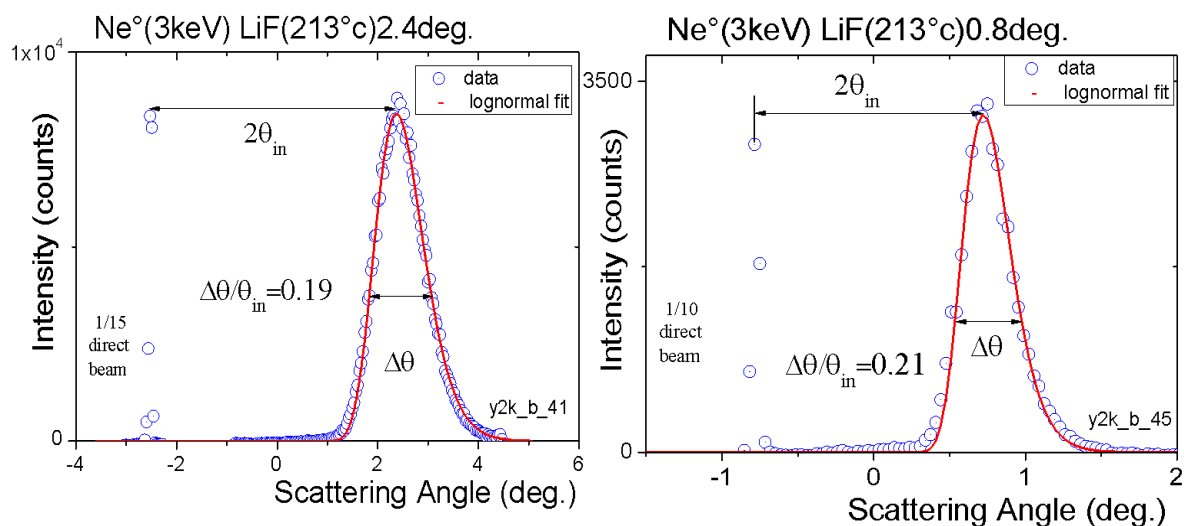 Ne°(3keV) LiF(213°c)2.4deg.
1x10⁴
data
lognormal fit
2θin
Δθ/θin=0.19
1/15
direct
beam
Δθ
y2k_b_41
Intensity (counts)
0
-4 -2 0 2 4 6
Scattering Angle (deg.)
Ne°(3keV) LiF(213°c)0.8deg.
3500
data
lognormal fit
2θin
1/10
direct
beam
Δθ/θin=0.21
Δθ
y2k_b_45
Intensity (counts)
0
-1 0 1 2
Scattering Angle (deg.)